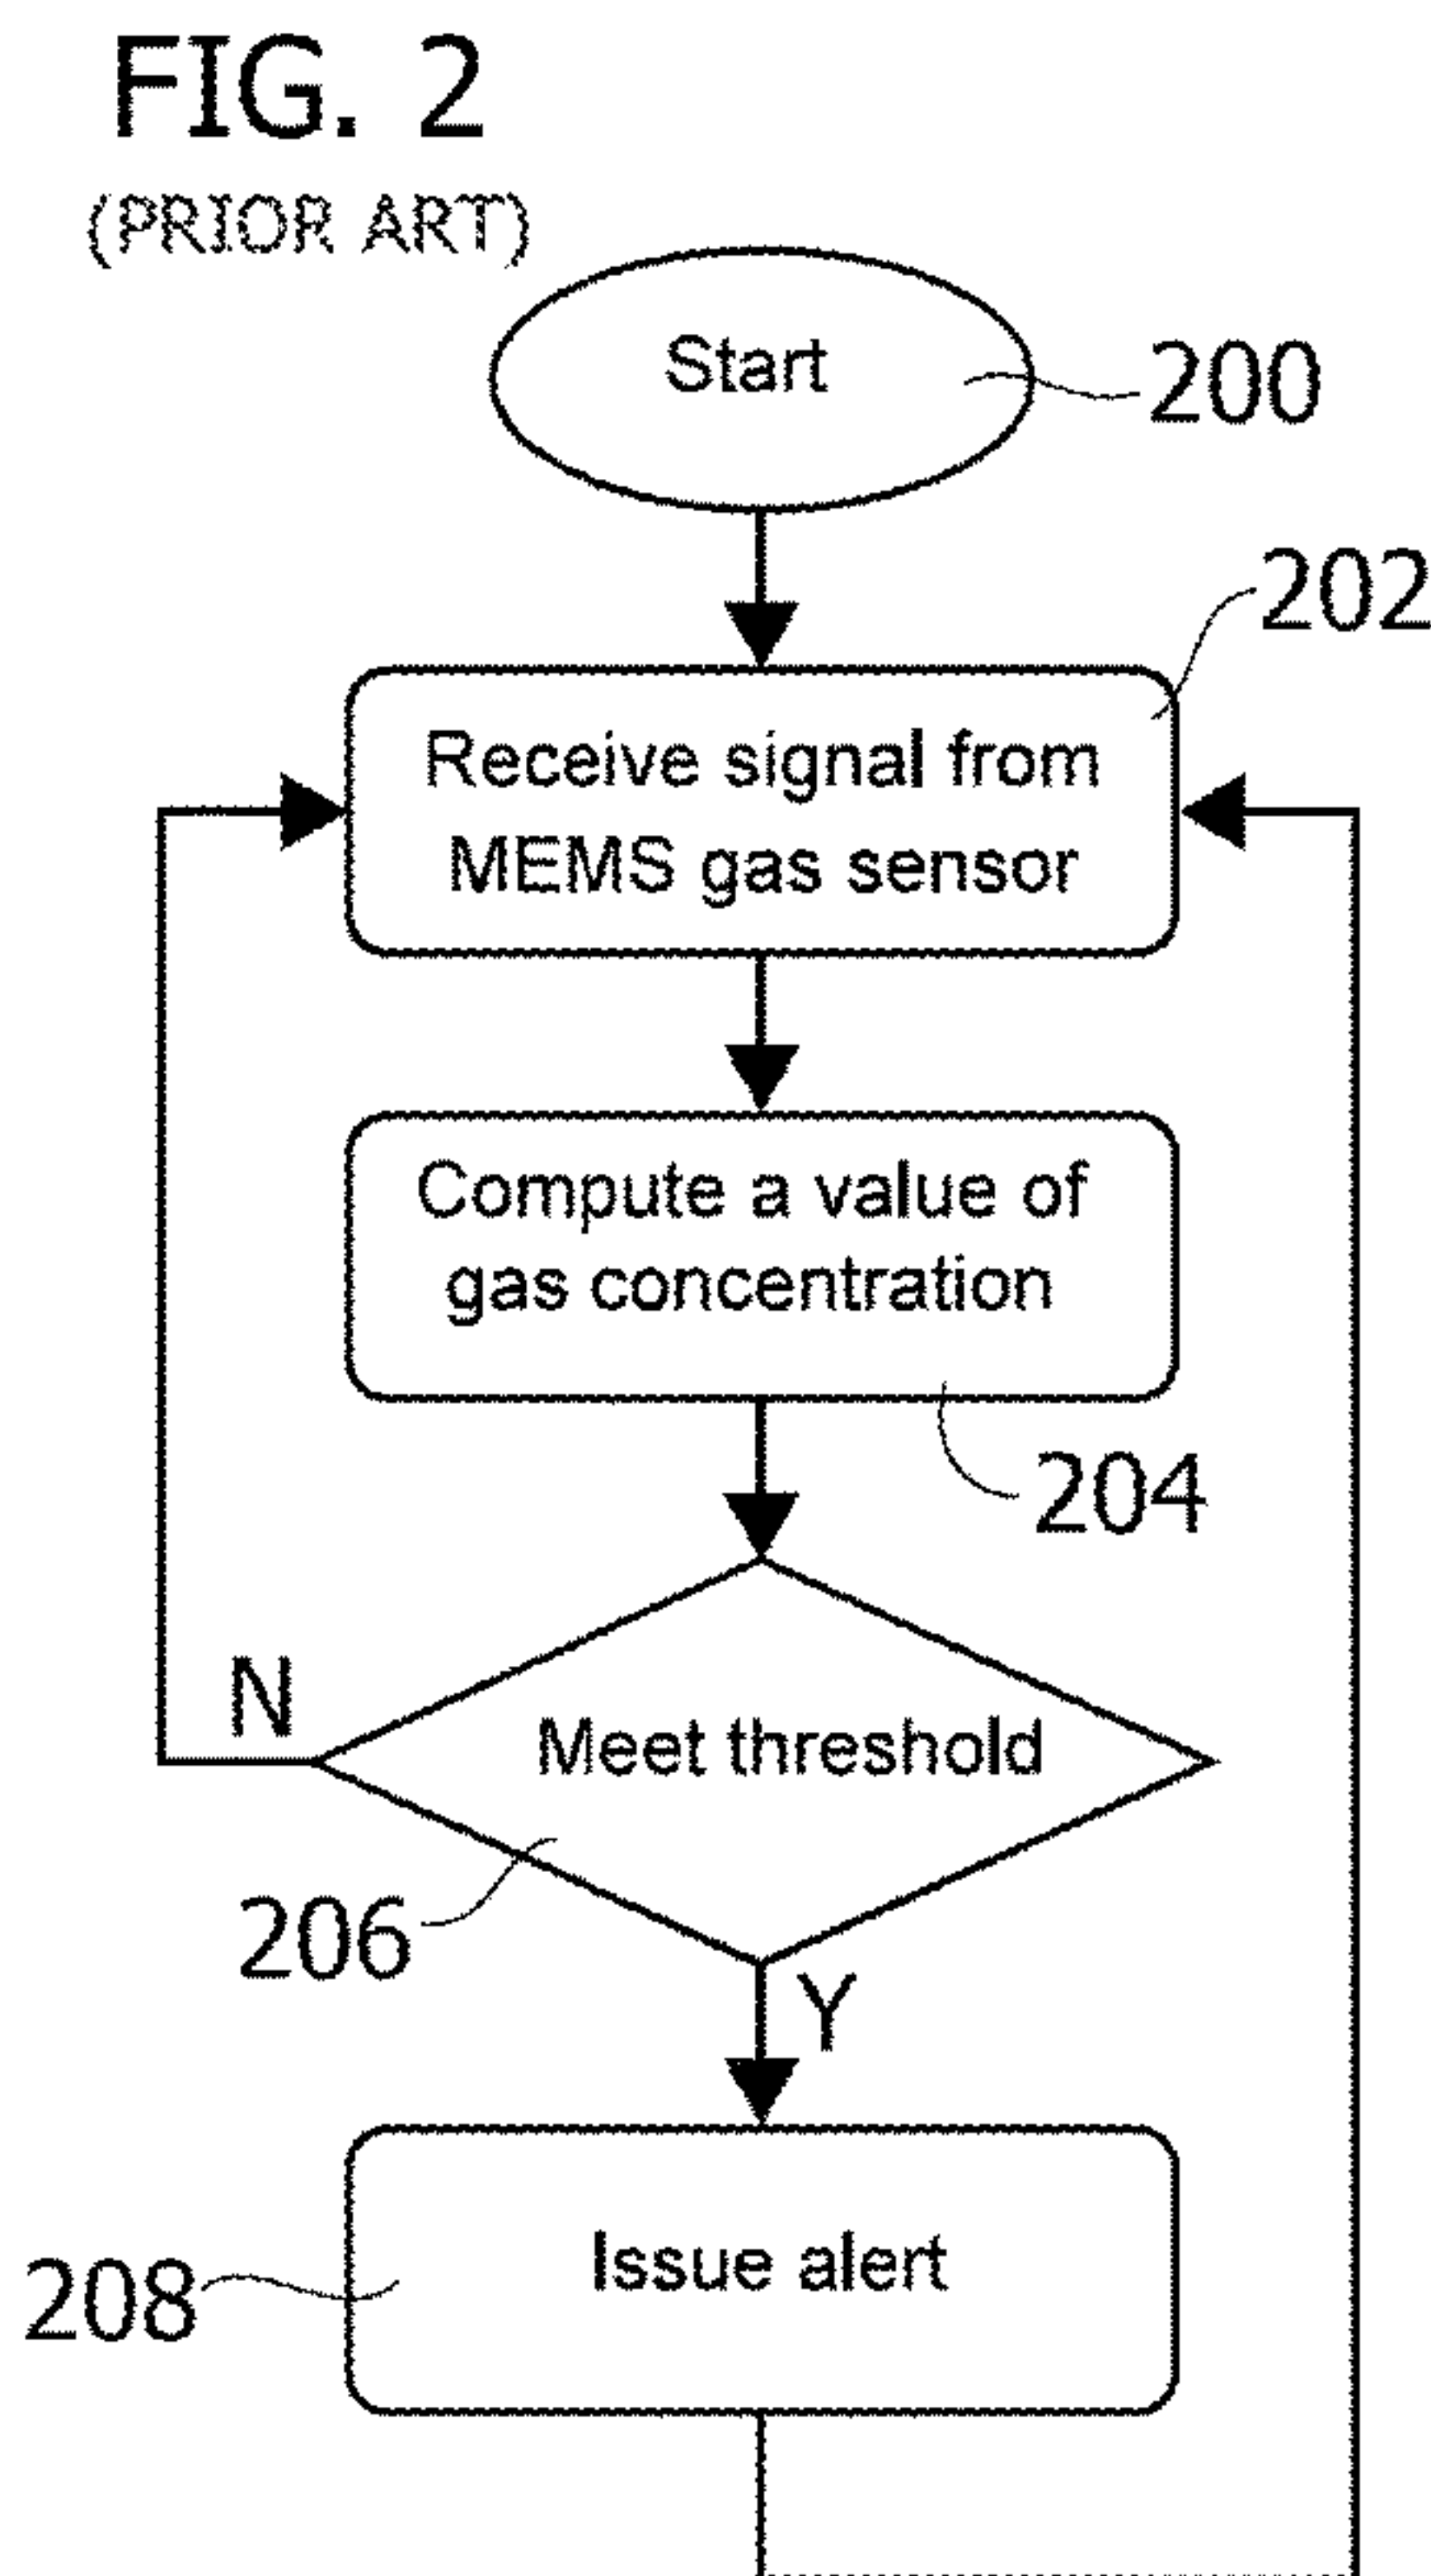 FIG. 2
(PRIOR ART)
Start
200
202
Receive signal from
MEMS gas sensor
Compute a value of
gas concentration
204
N
Meet threshold
206
Y
Issue alert
208